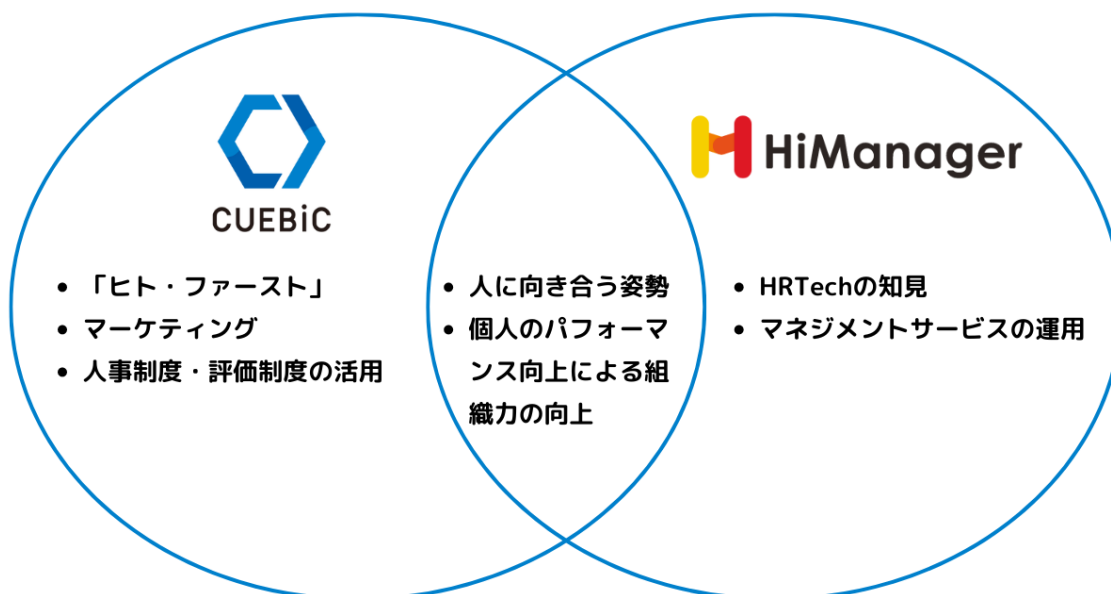 CUEBiC
HiManager
• 「ヒト・ファースト」
• マーケティング
• 人事制度・評価制度の活用
• 人に向き合う姿勢
• 個人のパフォーマ
ンス向上による組
織力の向上
• HRTechの知見
• マネジメントサービスの運用